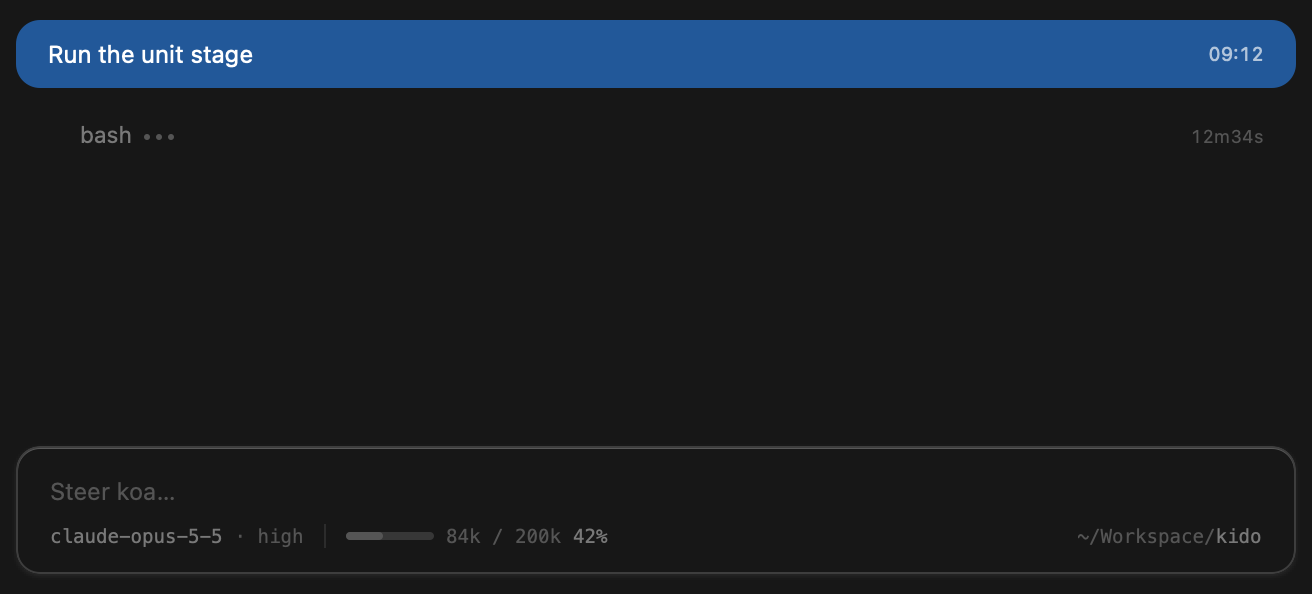 Run the unit stage 09:12
bash ••• 12m34s
Steer koa...
claude-opus-5-5 · high | 84k / 200k 42% ~/Workspace/kido